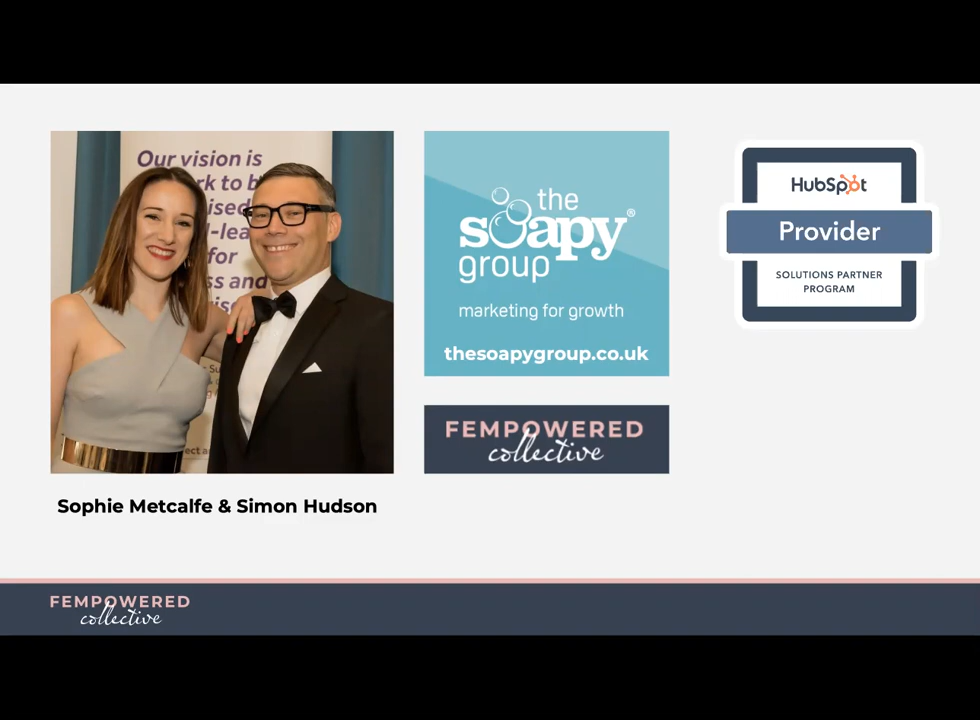 Our vision is
the
soapy®
group
marketing for growth
thesoapygroup.co.uk
FEMPOWERED
collective
HubSpot
Provider
SOLUTIONS PARTNER
PROGRAM
Sophie Metcalfe & Simon Hudson
FEMPOWERED
collective